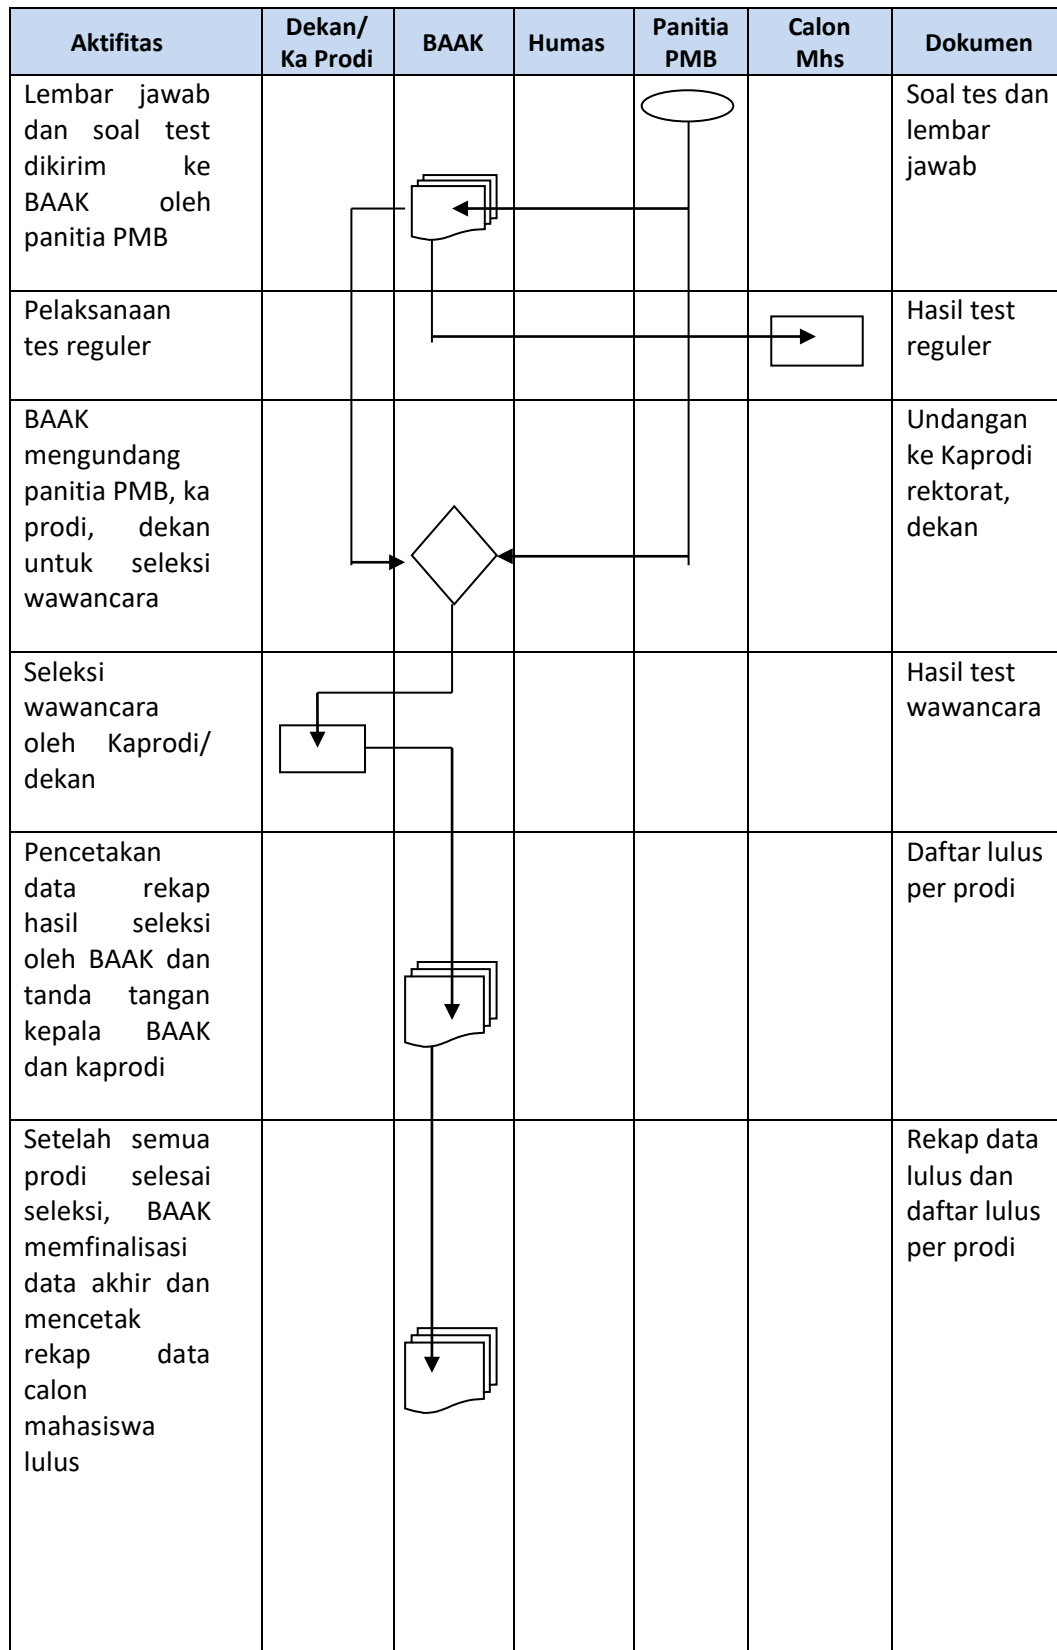 Aktifitas
Dekan/
Ka Prodi
BAAK
Humas
Panitia
PMB
Calon
Mhs
Dokumen
Lembar jawab
dan soal test
dikirim ke
BAAK oleh
panitia PMB
Soal tes dan
lembar
jawab
Pelaksanaan
tes reguler
Hasil test
reguler
BAAK
mengundang
panitia PMB, ka
prodi, dekan
untuk seleksi
wawancara
Undangan
ke Kaprodi
rektorat,
dekan
Seleksi
wawancara
oleh Kaprodi/
dekan
Hasil test
wawancara
Pencetakan
data rekap
hasil seleksi
oleh BAAK dan
tanda tangan
kepala BAAK
dan kaprodi
Daftar lulus
per prodi
Setelah semua
prodi selesai
seleksi, BAAK
memfinalisasi
data akhir dan
mencetak
rekap data
calon
mahasiswa
lulus
Rekap data
lulus dan
daftar lulus
per prodi